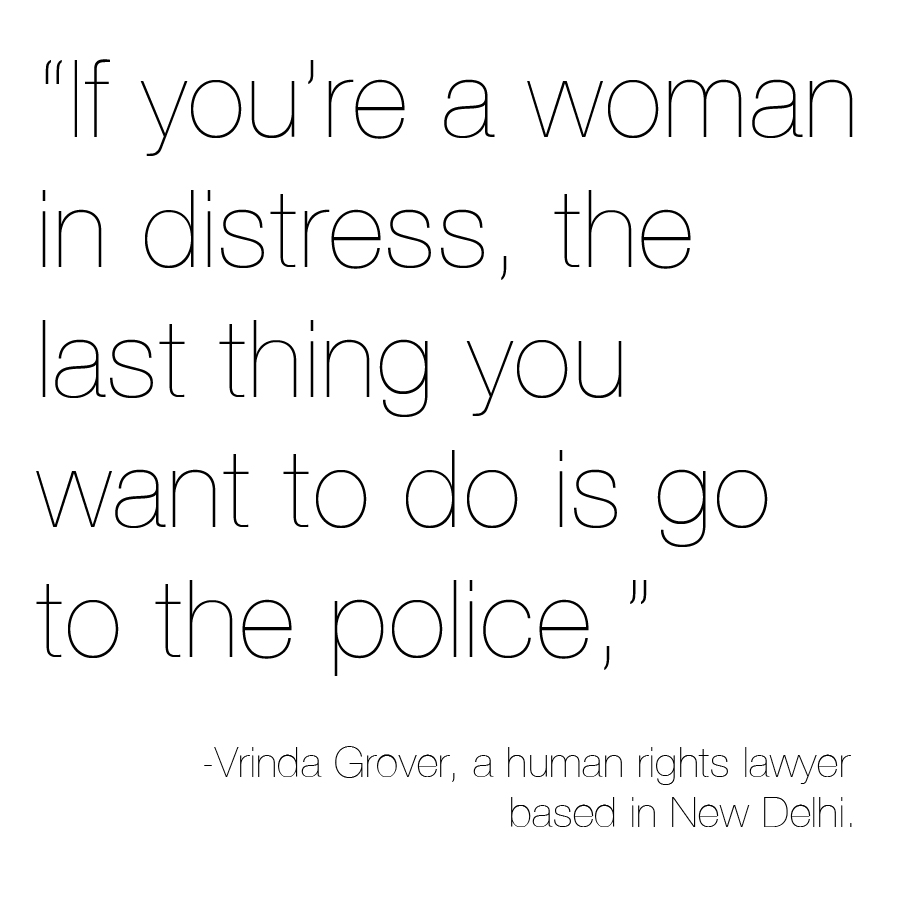 “If you’re a woman
in distress, the
last thing you
want to do is go
to the police,”
-Vrinda Grover, a human rights lawyer
based in New Delhi.